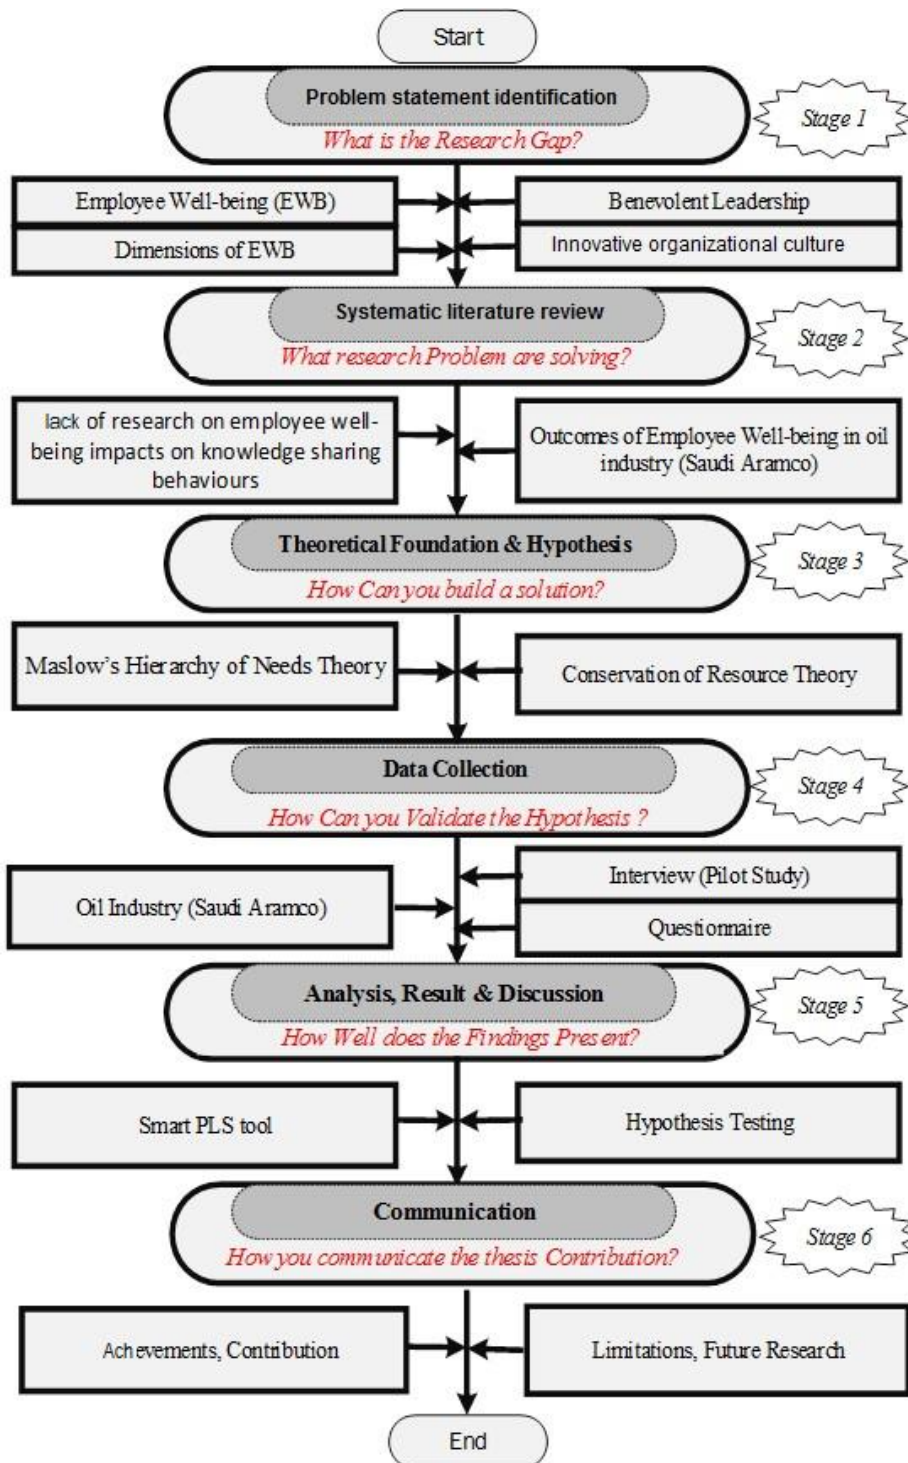 Start
Problem statement identification
What is the Research Gap?
Stage 1
Employee Well-being (EWB)
Benevolent Leadership
Dimensions of EWB
Innovative organizational culture
Systematic literature review
What research Problem are solving?
Stage 2
lack of research on employee well-
being impacts on knowledge sharing
behaviours
Outcomes of Employee Well-being in oil
industry (Saudi Aramco)
Theoretical Foundation & Hypothesis
How Can you build a solution?
Stage 3
Maslow's Hierarchy of Needs Theory
Conservation of Resource Theory
Data Collection
How Can you Validate the Hypothesis ?
Stage 4
Oil Industry (Saudi Aramco)
Interview (Pilot Study)
Questionnaire
Analysis, Result & Discussion
How Well does the Findings Present?
Stage 5
Smart PLS tool
Hypothesis Testing
Communication
How you communicate the thesis Contribution?
Stage 6
Achevements, Contribution
Limitations, Future Research
End